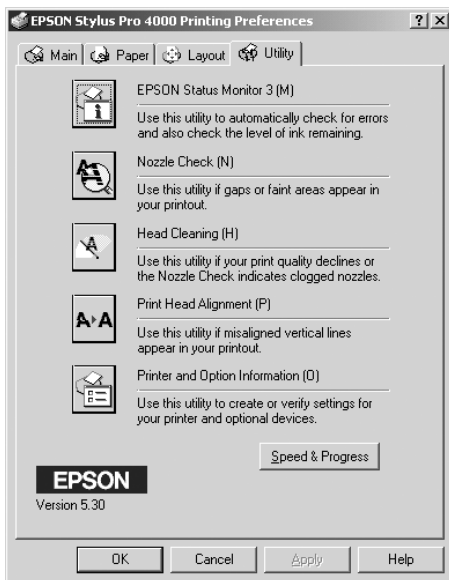 EPSON Stylus Pro 4000 Printing Preferences
Main Paper Layout Utility
EPSON Status Monitor 3 (M)
Use this utility to automatically check for errors
and also check the level of ink remaining.
Nozzle Check (N)
Use this utility if gaps or faint areas appear in
your printout.
Head Cleaning (H)
Use this utility if your print quality declines or
the Nozzle Check indicates clogged nozzles.
Print Head Alignment (P)
Use this utility if misaligned vertical lines
appear in your printout.
Printer and Option Information (O)
Use this utility to create or verify settings for
your printer and optional devices.
Speed & Progress
EPSON
Version 5.30
OK Cancel Apply Help